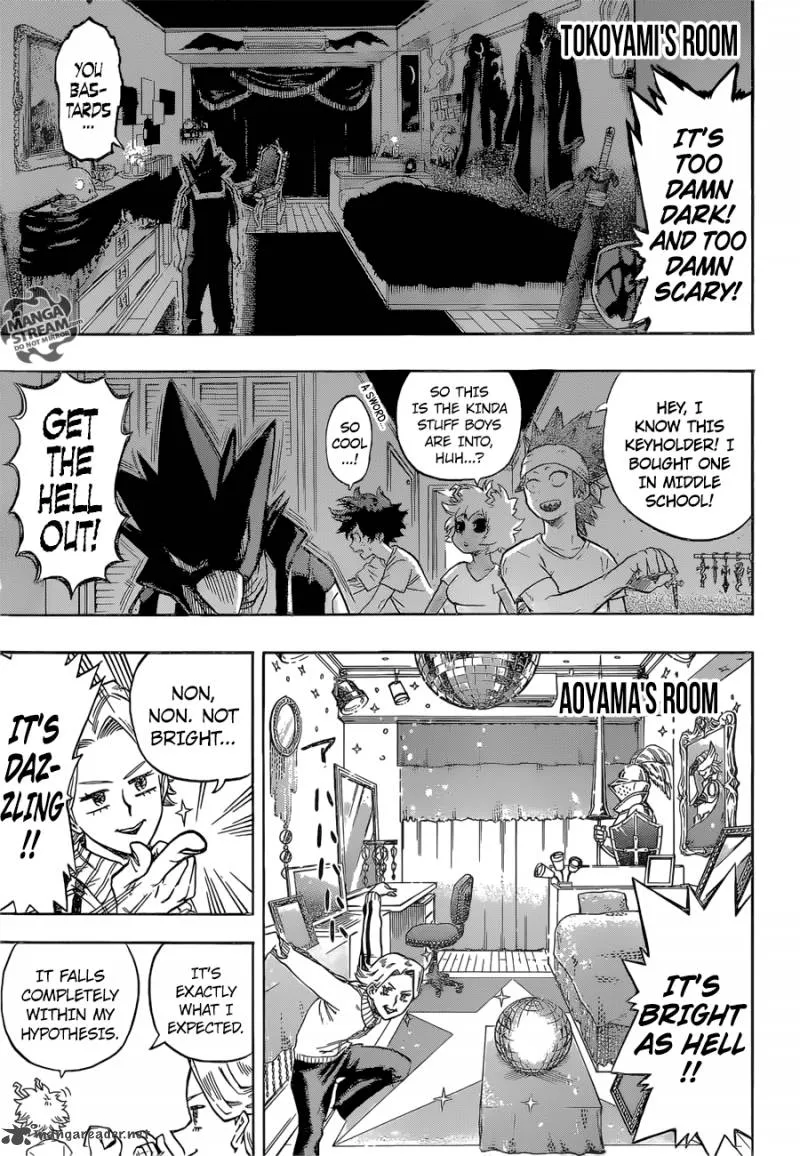 TOKOYAMI'S ROOM
IT'S
TOO
DAMN
DARK!
AND TOO
DAMN
SCARY!
YOU
BAS-
TARDS
...
MANGA
STREAM.com
DO NOT MIRROR
HEY, I
KNOW THIS
KEYHOLDER! I
BOUGHT ONE
IN MIDDLE
SCHOOL!
SO THIS
IS THE KINDA
STUFF BOYS
ARE INTO,
HUH...?
A SWORD...
SO
COOL
...!
GET
THE
HELL
OUT!
AOYAMA'S ROOM
IT'S
BRIGHT
AS HELL
!!
NON,
NON. NOT
BRIGHT...
IT'S
DAZ-
ZLING
!!
IT'S
EXACTLY
WHAT I
EXPECTED.
IT FALLS
COMPLETELY
WITHIN MY
HYPOTHESIS.
mangareader.net